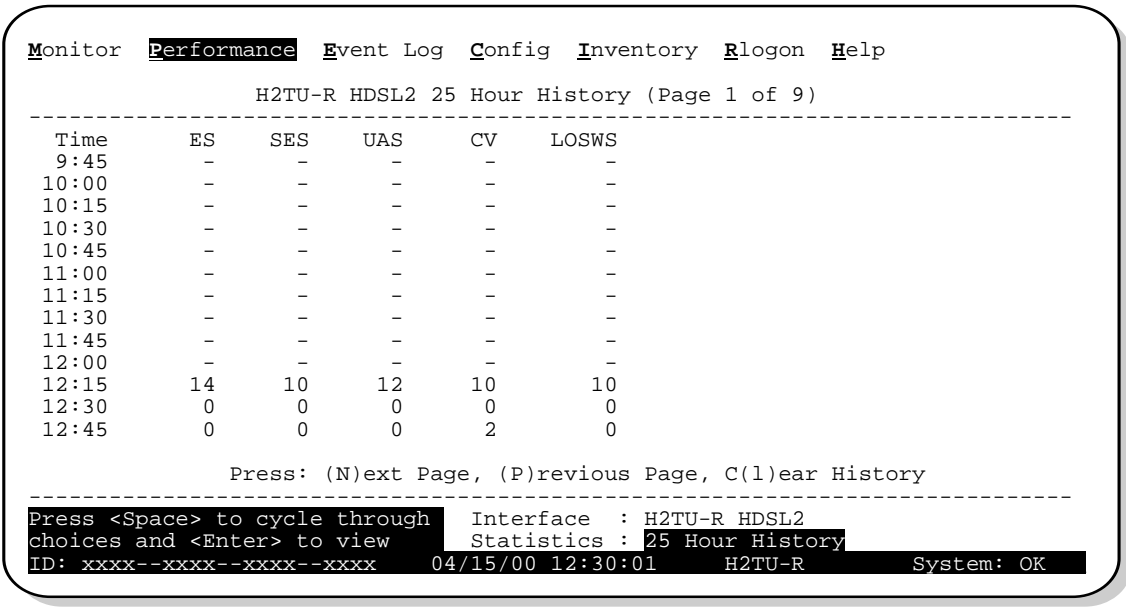 Monitor Performance Event Log Config Inventory Rlogon Help
H2TU-R HDSL2 25 Hour History (Page 1 of 9)
--------------------------------------------------------------------------------
Time ES SES UAS CV LOSWS
9:45 - - - - -
10:00 - - - - -
10:15 - - - - -
10:30 - - - - -
10:45 - - - - -
11:00 - - - - -
11:15 - - - - -
11:30 - - - - -
11:45 - - - - -
12:00 - - - - -
12:15 14 10 12 10 10
12:30 0 0 0 0 0
12:45 0 0 0 2 0
Press: (N)ext Page, (P)revious Page, C(l)ear History
--------------------------------------------------------------------------------
Press <Space> to cycle through Interface : H2TU-R HDSL2
choices and <Enter> to view Statistics : 25 Hour History
ID: xxxx--xxxx--xxxx--xxxx 04/15/00 12:30:01 H2TU-R System: OK